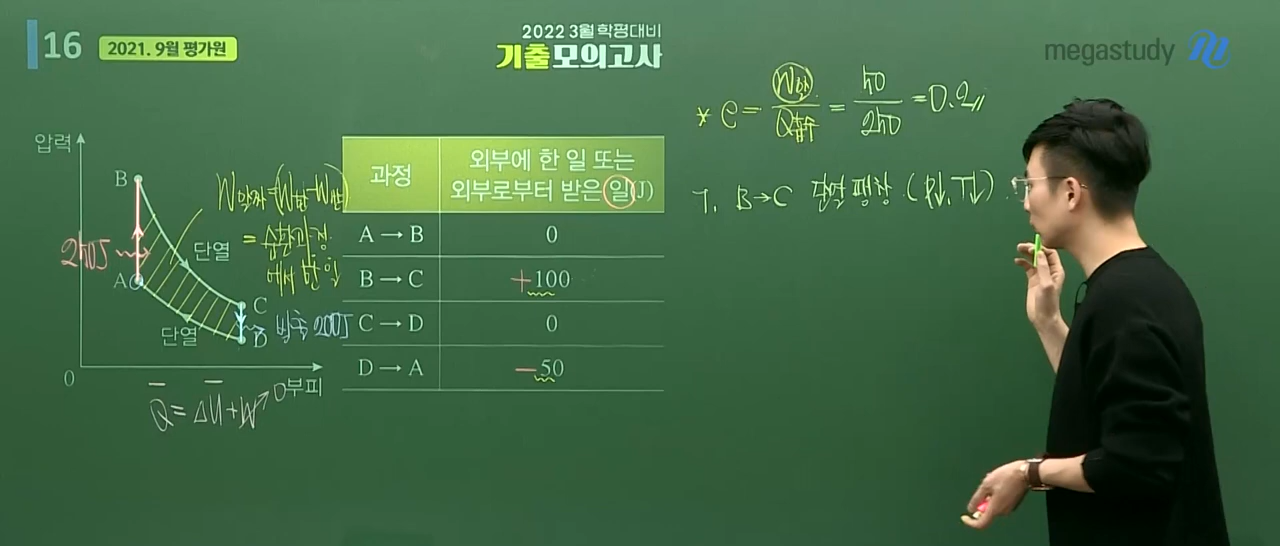 16
2021. 9월 평가원
2022 3월 학평대비
기출모의고사
megastudy
압력
B
A
C
D
단열
단열
0
부피
250J
W알짜=(W한-W받)
= 순환과정
에서 한 일
방출 200J
Q = ΔU+W → 0
과정
외부에 한 일 또는
외부로부터 받은 일(J)
A → B 0
B → C +100
C → D 0
D → A -50
* e = W알/Q흡수 = 50/250 = 0.2//
ㄱ. B→C 단열팽창 (P↓, T↓)